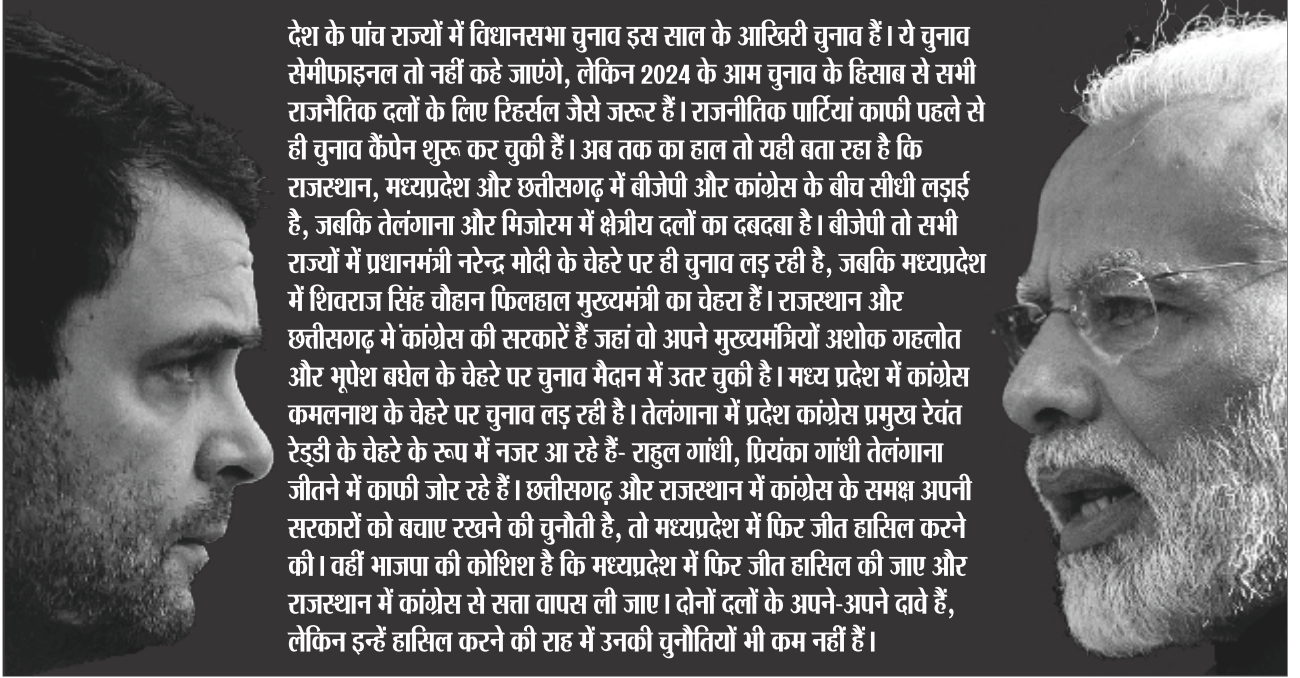 देश के पांच राज्यों में विधानसभा चुनाव इस साल के आखिरी चुनाव हैं। ये चुनाव
सेमीफाइनल तो नहीं कहे जाएंगे, लेकिन 2024 के आम चुनाव के हिसाब से सभी
राजनैतिक दलों के लिए रिहर्सल जैसे जरूर हैं। राजनीतिक पार्टियां काफी पहले से
ही चुनाव कैंपेन शुरू कर चुकी हैं। अब तक का हाल तो यही बता रहा है कि
राजस्थान, मध्यप्रदेश और छत्तीसगढ़ में बीजेपी और कांग्रेस के बीच सीधी लड़ाई
है, जबकि तेलंगाना और मिजोरम में क्षेत्रीय दलों का दबदबा है। बीजेपी तो सभी
राज्यों में प्रधानमंत्री नरेन्द्र मोदी के चेहरे पर ही चुनाव लड़ रही है, जबकि मध्यप्रदेश
में शिवराज सिंह चौहान फिलहाल मुख्यमंत्री का चेहरा हैं। राजस्थान और
छत्तीसगढ़ में कांग्रेस की सरकारें हैं जहां वो अपने मुख्यमंत्रियों अशोक गहलोत
और भूपेश बघेल के चेहरे पर चुनाव मैदान में उतर चुकी है। मध्य प्रदेश में कांग्रेस
कमलनाथ के चेहरे पर चुनाव लड़ रही है। तेलंगाना में प्रदेश कांग्रेस प्रमुख रेवंत
रेड्डी के चेहरे के रूप में नजर आ रहे हैं- राहुल गांधी, प्रियंका गांधी तेलंगाना
जीतने में काफी जोर रहे हैं। छत्तीसगढ़ और राजस्थान में कांग्रेस के समक्ष अपनी
सरकारों को बचाए रखने की चुनौती है, तो मध्यप्रदेश में फिर जीत हासिल करने
की। वहीं भाजपा की कोशिश है कि मध्यप्रदेश में फिर जीत हासिल की जाए और
राजस्थान में कांग्रेस से सत्ता वापस ली जाए। दोनों दलों के अपने-अपने दावे हैं,
लेकिन इन्हें हासिल करने की राह में उनकी चुनौतियों भी कम नहीं हैं।